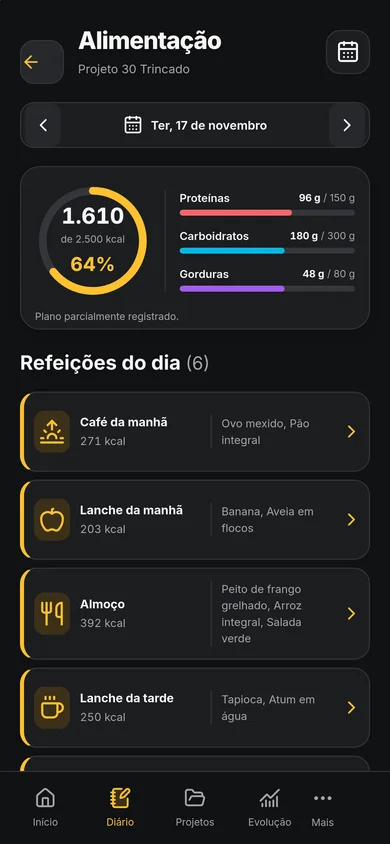 Alimentação
Projeto 30 Trincado
Ter, 17 de novembro
1.610
de 2.500 kcal
64%
Proteínas 96 g / 150 g
Carboidratos 180 g / 300 g
Gorduras 48 g / 80 g
Plano parcialmente registrado.
Refeições do dia (6)
Café da manhã
271 kcal
Ovo mexido, Pão
integral
Lanche da manhã
203 kcal
Banana, Aveia em
flocos
Almoço
392 kcal
Peito de frango
grelhado, Arroz
integral, Salada
verde
Lanche da tarde
250 kcal
Tapioca, Atum em
água
Início Diário Projetos Evolução Mais